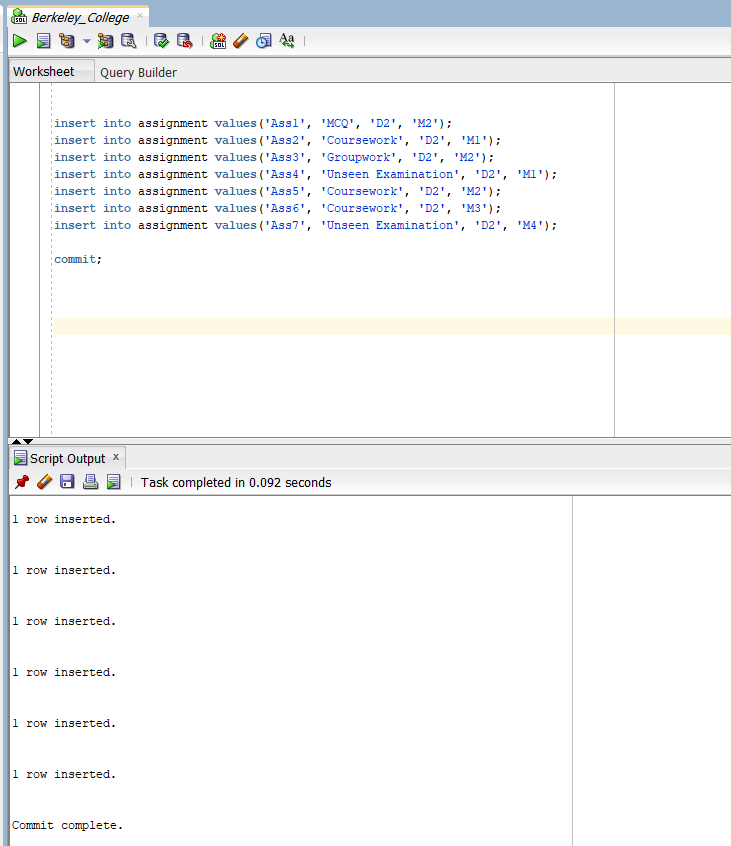 Berkeley_College
Worksheet Query Builder
insert into assignment values('Ass1', 'MCQ', 'D2', 'M2');
insert into assignment values('Ass2', 'Coursework', 'D2', 'M1');
insert into assignment values('Ass3', 'Groupwork', 'D2', 'M2');
insert into assignment values('Ass4', 'Unseen Examination', 'D2', 'M1');
insert into assignment values('Ass5', 'Coursework', 'D2', 'M2');
insert into assignment values('Ass6', 'Coursework', 'D2', 'M3');
insert into assignment values('Ass7', 'Unseen Examination', 'D2', 'M4');
commit;
Script Output x
Task completed in 0.092 seconds
1 row inserted.
1 row inserted.
1 row inserted.
1 row inserted.
1 row inserted.
1 row inserted.
Commit complete.